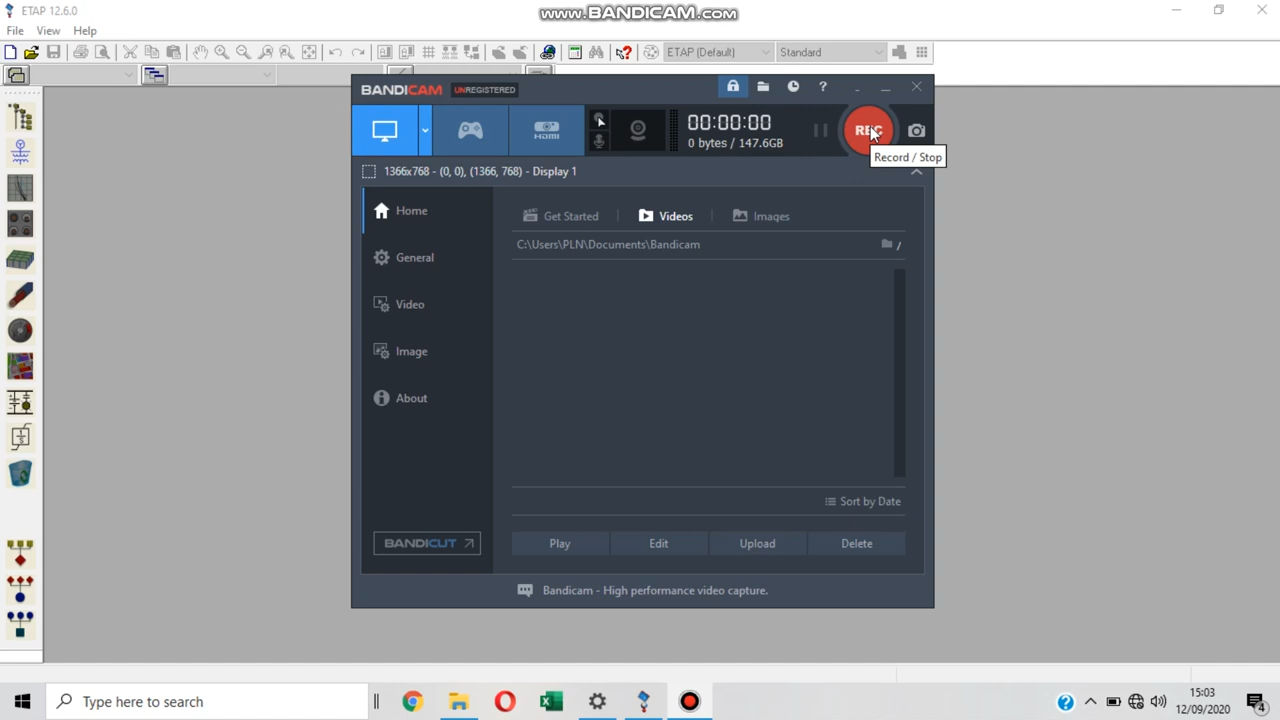 ETAP 12.6.0
www.BANDICAM.com
File View Help
ETAP (Default) Standard
BANDICAM UNREGISTERED
?
HDMI
00:00:00
0 bytes / 147.6GB
REC
Record / Stop
1366x768 - (0, 0), (1366, 768) - Display 1
Home
General
Video
Image
About
BANDICUT
Get Started Videos Images
C:\Users\PLN\Documents\Bandicam /
Sort by Date
Play Edit Upload Delete
Bandicam - High performance video capture.
Type here to search
15:03
12/09/2020
4